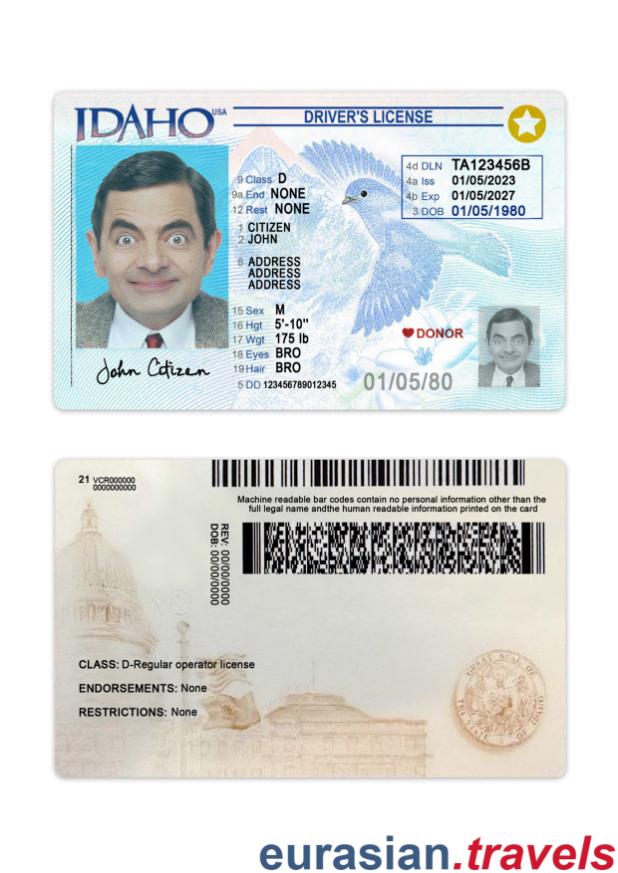 IDAHO USA
DRIVER'S LICENSE
4d DLN TA123456B
4a Iss 01/05/2023
4b Exp 01/05/2027
3 DOB 01/05/1980
9 Class D
9a End NONE
12 Rest NONE
1 CITIZEN
2 JOHN
8 ADDRESS
ADDRESS
ADDRESS
15 Sex M
16 Hgt 5'-10"
17 Wgt 175 lb
18 Eyes BRO
19 Hair BRO
5 DD 123456789012345
DONOR
01/05/80
John Citizen
21 VCR000000
0000000000
Machine readable bar codes contain no personal information other than the
full legal name andthe human readable information printed on the card
REV: 00/00/0000
DOB: 00/00/0000
CLASS: D-Regular operator license
ENDORSEMENTS: None
RESTRICTIONS: None
GREAT SEAL OF
THE STATE OF IDAHO
eurasian.travels